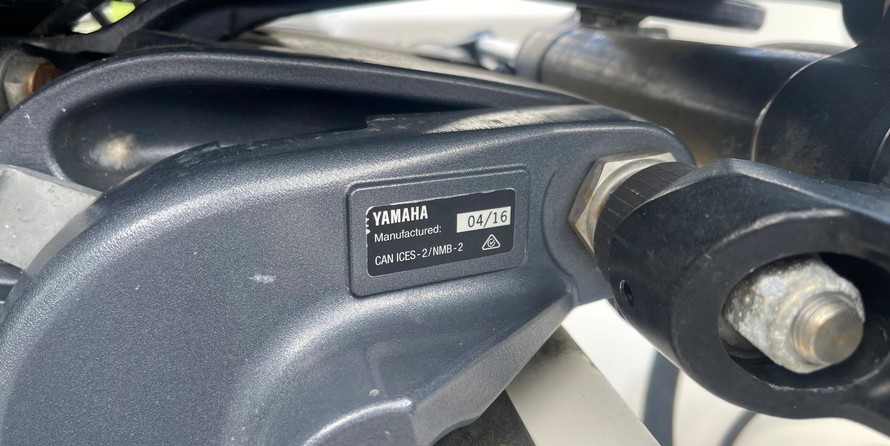 YAMAHA
Manufactured: 04/16
CAN ICES-2/NMB-2